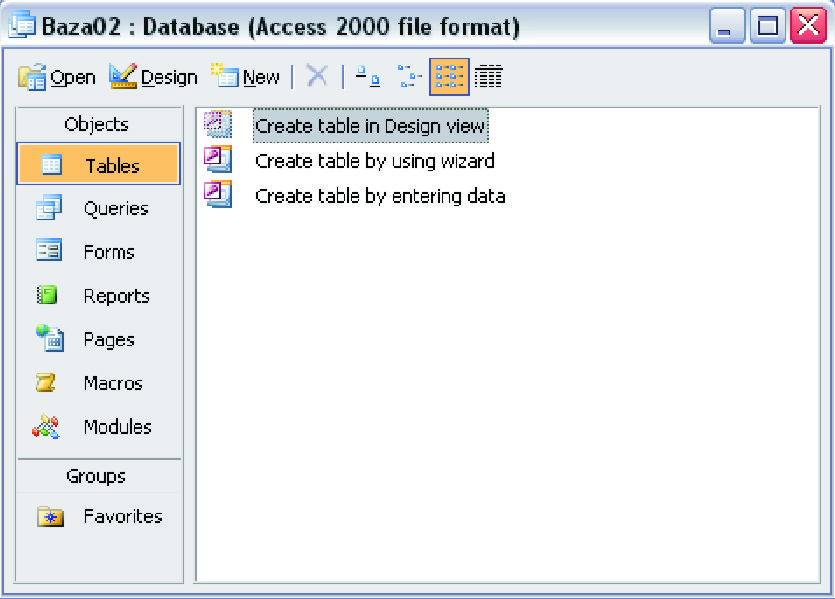 Baza02 : Database (Access 2000 file format)
Open Design New
Objects
Tables
Queries
Forms
Reports
Pages
Macros
Modules
Groups
Favorites
Create table in Design view
Create table by using wizard
Create table by entering data